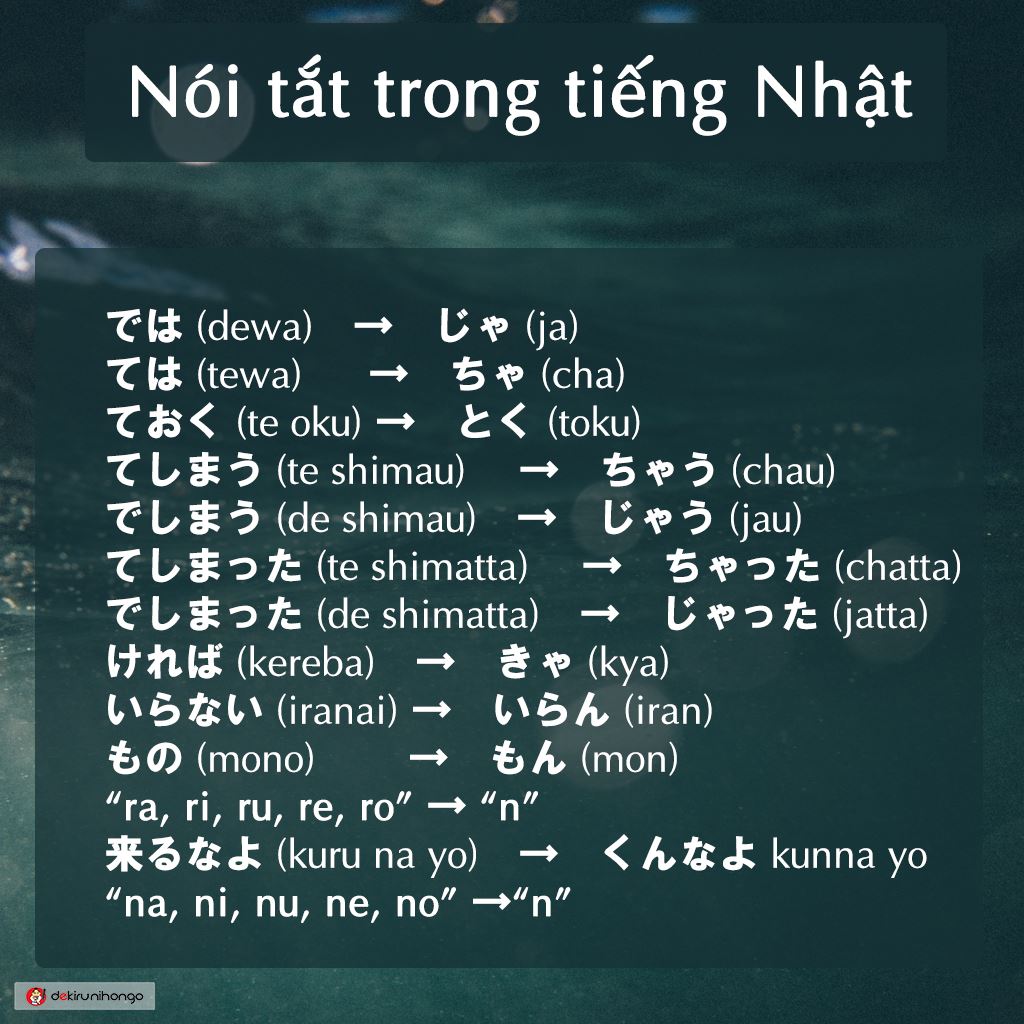 Nói tắt trong tiếng Nhật
では (dewa) → じゃ (ja)
ては (tewa) → ちゃ (cha)
ておく (te oku) → とく (toku)
てしまう (te shimau) → ちゃう (chau)
でしまう (de shimau) → じゃう (jau)
てしまった (te shimatta) → ちゃった (chatta)
でしまった (de shimatta) → じゃった (jatta)
ければ (kereba) → きゃ (kya)
いらない (iranai) → いらん (iran)
もの (mono) → もん (mon)
“ra, ri, ru, re, ro” → “n”
来るなよ (kuru na yo) → くんなよ kunna yo
“na, ni, nu, ne, no” →“n”
dekirunihongo